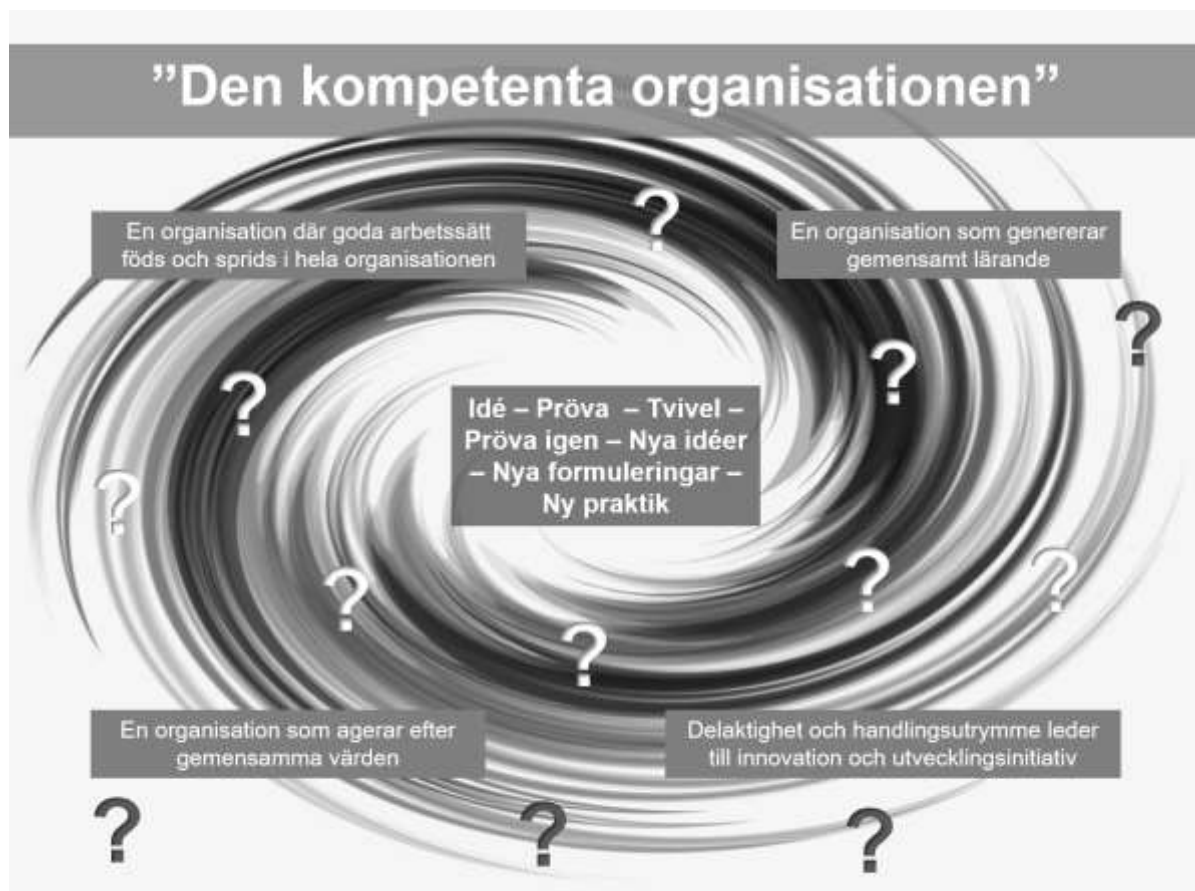 ”Den kompetenta organisationen”
?
En organisation där goda arbetssätt
föds och sprids i hela organisationen
En organisation som genererar
gemensamt lärande
?
?
?
Idé – Pröva – Tvivel –
Pröva igen – Nya idéer
– Nya formuleringar –
Ny praktik
?
?
?
?
?
En organisation som agerar efter
gemensamma värden
Delaktighet och handlingsutrymme leder
till innovation och utvecklingsinitiativ
?
?
?